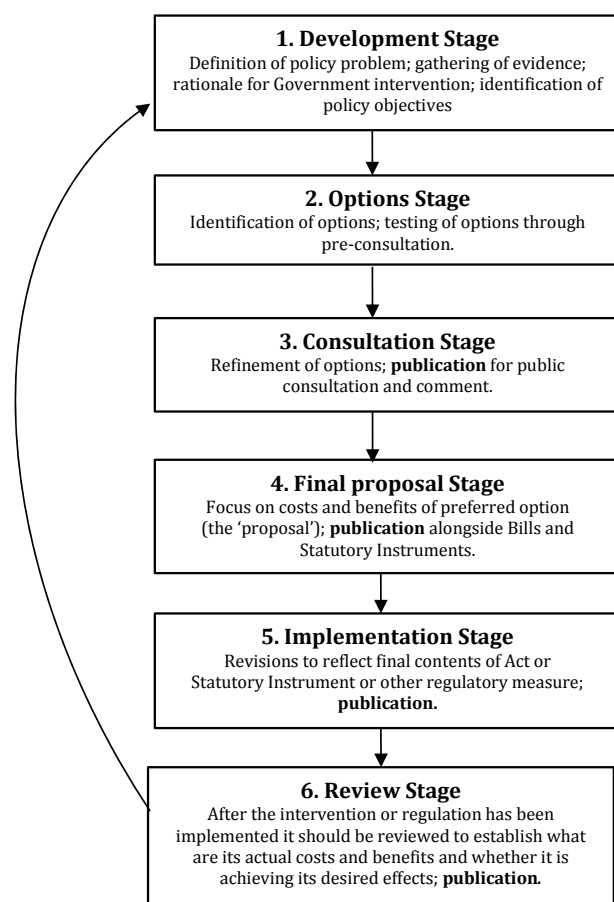 1. Development Stage
Definition of policy problem; gathering of evidence;
rationale for Government intervention; identification of
policy objectives
2. Options Stage
Identification of options; testing of options through
pre-consultation.
3. Consultation Stage
Refinement of options; publication for public
consultation and comment.
4. Final proposal Stage
Focus on costs and benefits of preferred option
(the ‘proposal’); publication alongside Bills and
Statutory Instruments.
5. Implementation Stage
Revisions to reflect final contents of Act or
Statutory Instrument or other regulatory measure;
publication.
6. Review Stage
After the intervention or regulation has been
implemented it should be reviewed to establish what
are its actual costs and benefits and whether it is
achieving its desired effects; publication.